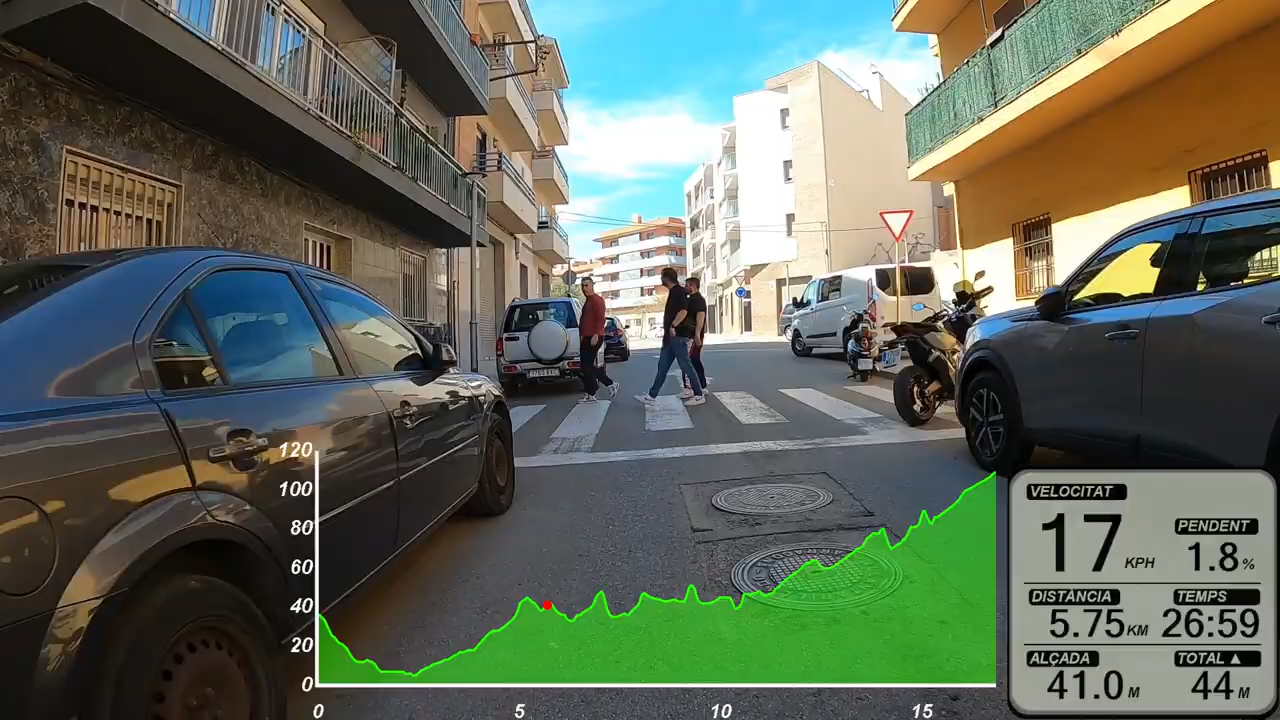 120
100
80
60
40
20
0
0 5 10 15
VELOCITAT
17 KPH
PENDENT
1.8 %
DISTÀNCIA
5.75 KM
TEMPS
26:59
ALÇADA
41.0 M
TOTAL ▲
44 M